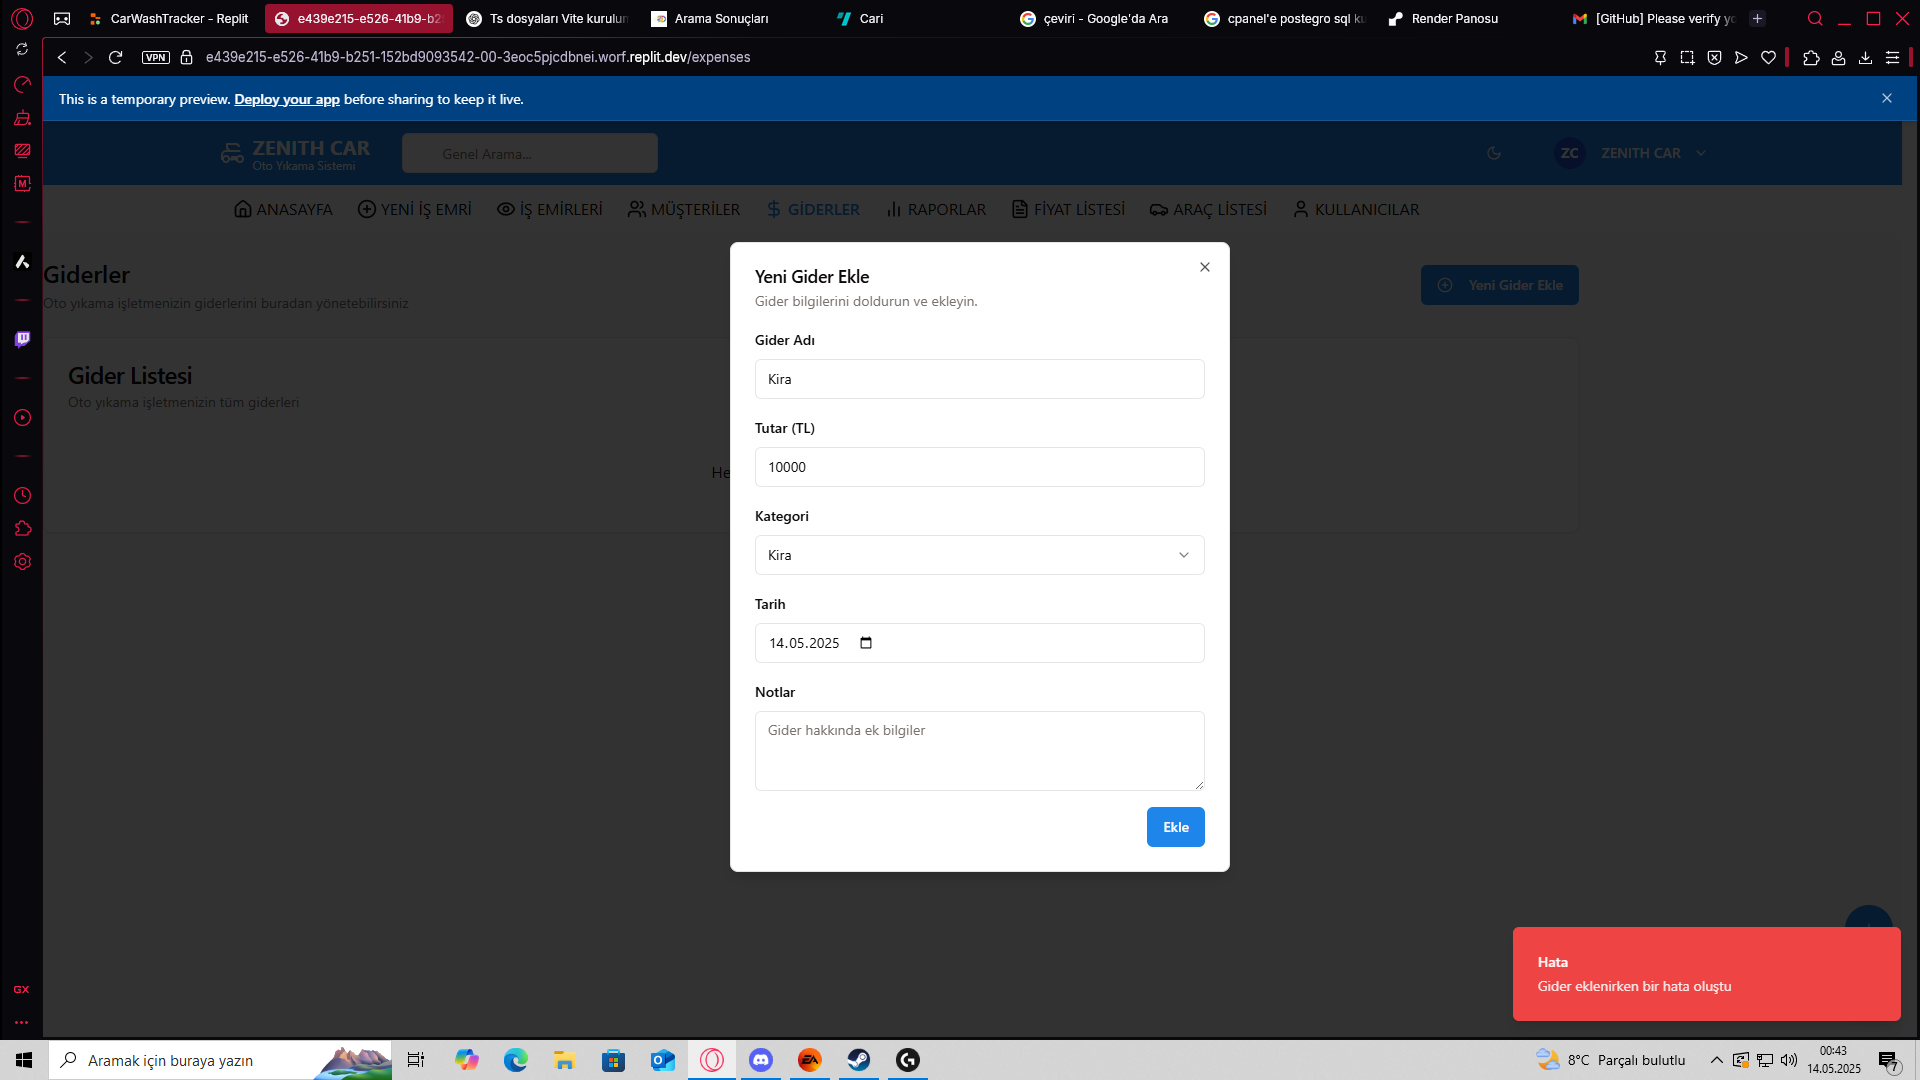 CarWashTracker - Replit
e439e215-e526-41b9-b2
Ts dosyaları Vite kurulum
Arama Sonuçları
Cari
çeviri - Google'da Ara
cpanel'e postegro sql ku
Render Panosu
[GitHub] Please verify yo
VPN
e439e215-e526-41b9-b251-152bd9093542-00-3eoc5pjcdbnei.worf.replit.dev/expenses
This is a temporary preview. Deploy your app before sharing to keep it live.
ZENITH CAR
Oto Yıkama Sistemi
Genel Arama...
ZC
ZENITH CAR
ANASAYFA
YENİ İŞ EMRİ
İŞ EMİRLERİ
MÜŞTERİLER
GİDERLER
RAPORLAR
FİYAT LİSTESİ
ARAÇ LİSTESİ
KULLANICILAR
Giderler
Oto yıkama işletmenizin giderlerini buradan yönetebilirsiniz
Yeni Gider Ekle
Gider Listesi
Oto yıkama işletmenizin tüm giderleri
He
Yeni Gider Ekle
Gider bilgilerini doldurun ve ekleyin.
Gider Adı
Kira
Tutar (TL)
10000
Kategori
Kira
Tarih
14.05.2025
Notlar
Gider hakkında ek bilgiler
Ekle
Hata
Gider eklenirken bir hata oluştu
GX
Aramak için buraya yazın
EA
8°C Parçalı bulutlu
00:43
14.05.2025
7